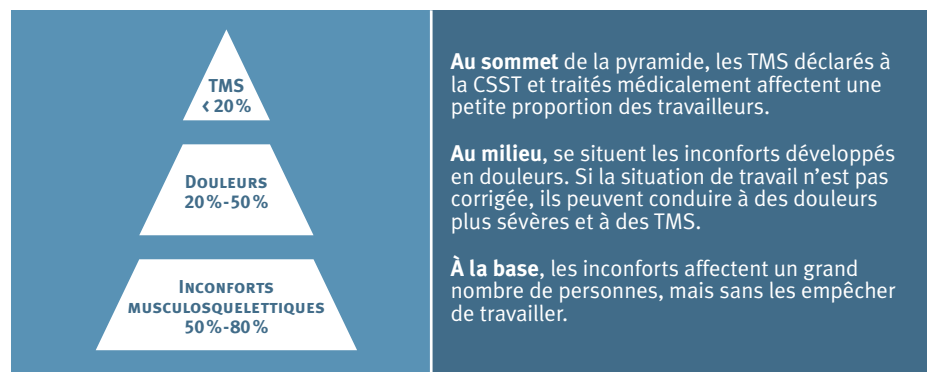 TMS
< 20 %
DOULEURS
20 %-50 %
INCONFORTS
MUSCULOSQUELETTIQUES
50 %-80 %
Au sommet de la pyramide, les TMS déclarés à
la CSST et traités médicalement affectent une
petite proportion des travailleurs.
Au milieu, se situent les inconforts développés
en douleurs. Si la situation de travail n'est pas
corrigée, ils peuvent conduire à des douleurs
plus sévères et à des TMS.
À la base, les inconforts affectent un grand
nombre de personnes, mais sans les empêcher
de travailler.